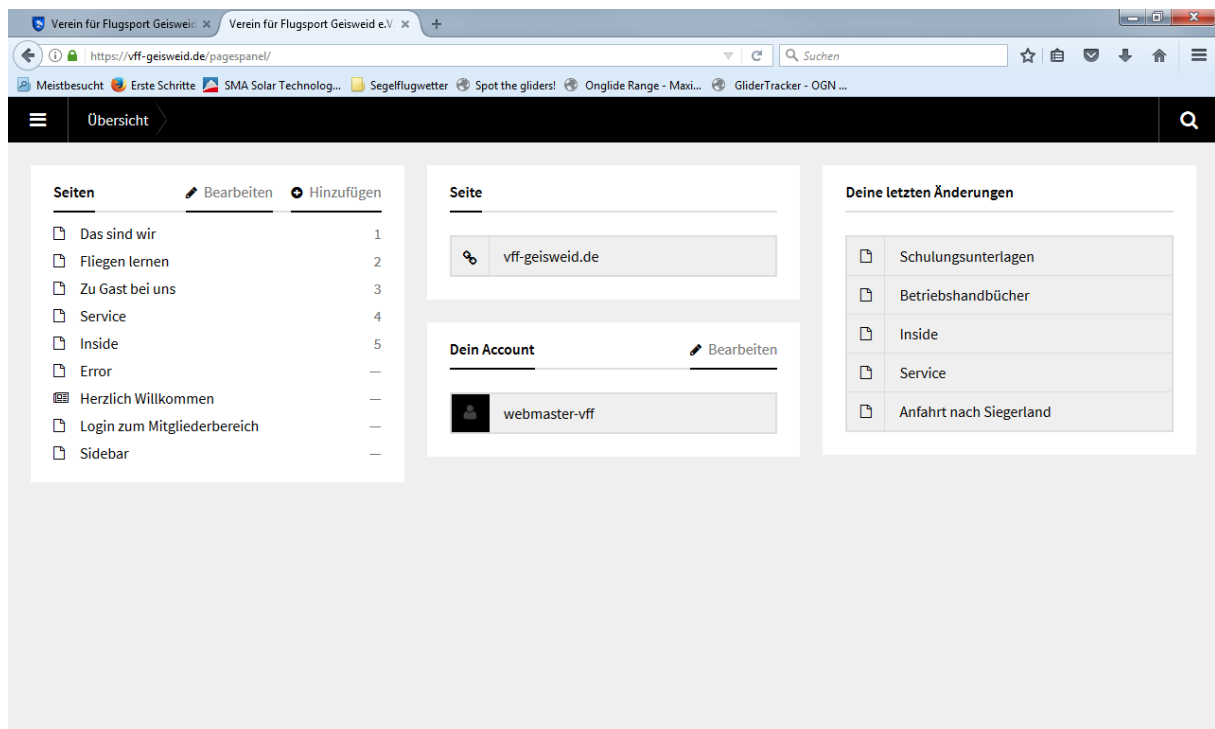 Verein für Flugsport Geisweid
Verein für Flugsport Geisweid e.V.
https://vff-geisweid.de/pagespanel/
Suchen
Meistbesucht Erste Schritte SMA Solar Technolog... Segelflugwetter Spot the gliders! Onglide Range - Maxi... GliderTracker - OGN ...
Übersicht
Seiten Bearbeiten Hinzufügen
Das sind wir 1
Fliegen lernen 2
Zu Gast bei uns 3
Service 4
Inside 5
Error —
Herzlich Willkommen —
Login zum Mitgliederbereich —
Sidebar —
Seite
vff-geisweid.de
Dein Account Bearbeiten
webmaster-vff
Deine letzten Änderungen
Schulungsunterlagen
Betriebshandbücher
Inside
Service
Anfahrt nach Siegerland